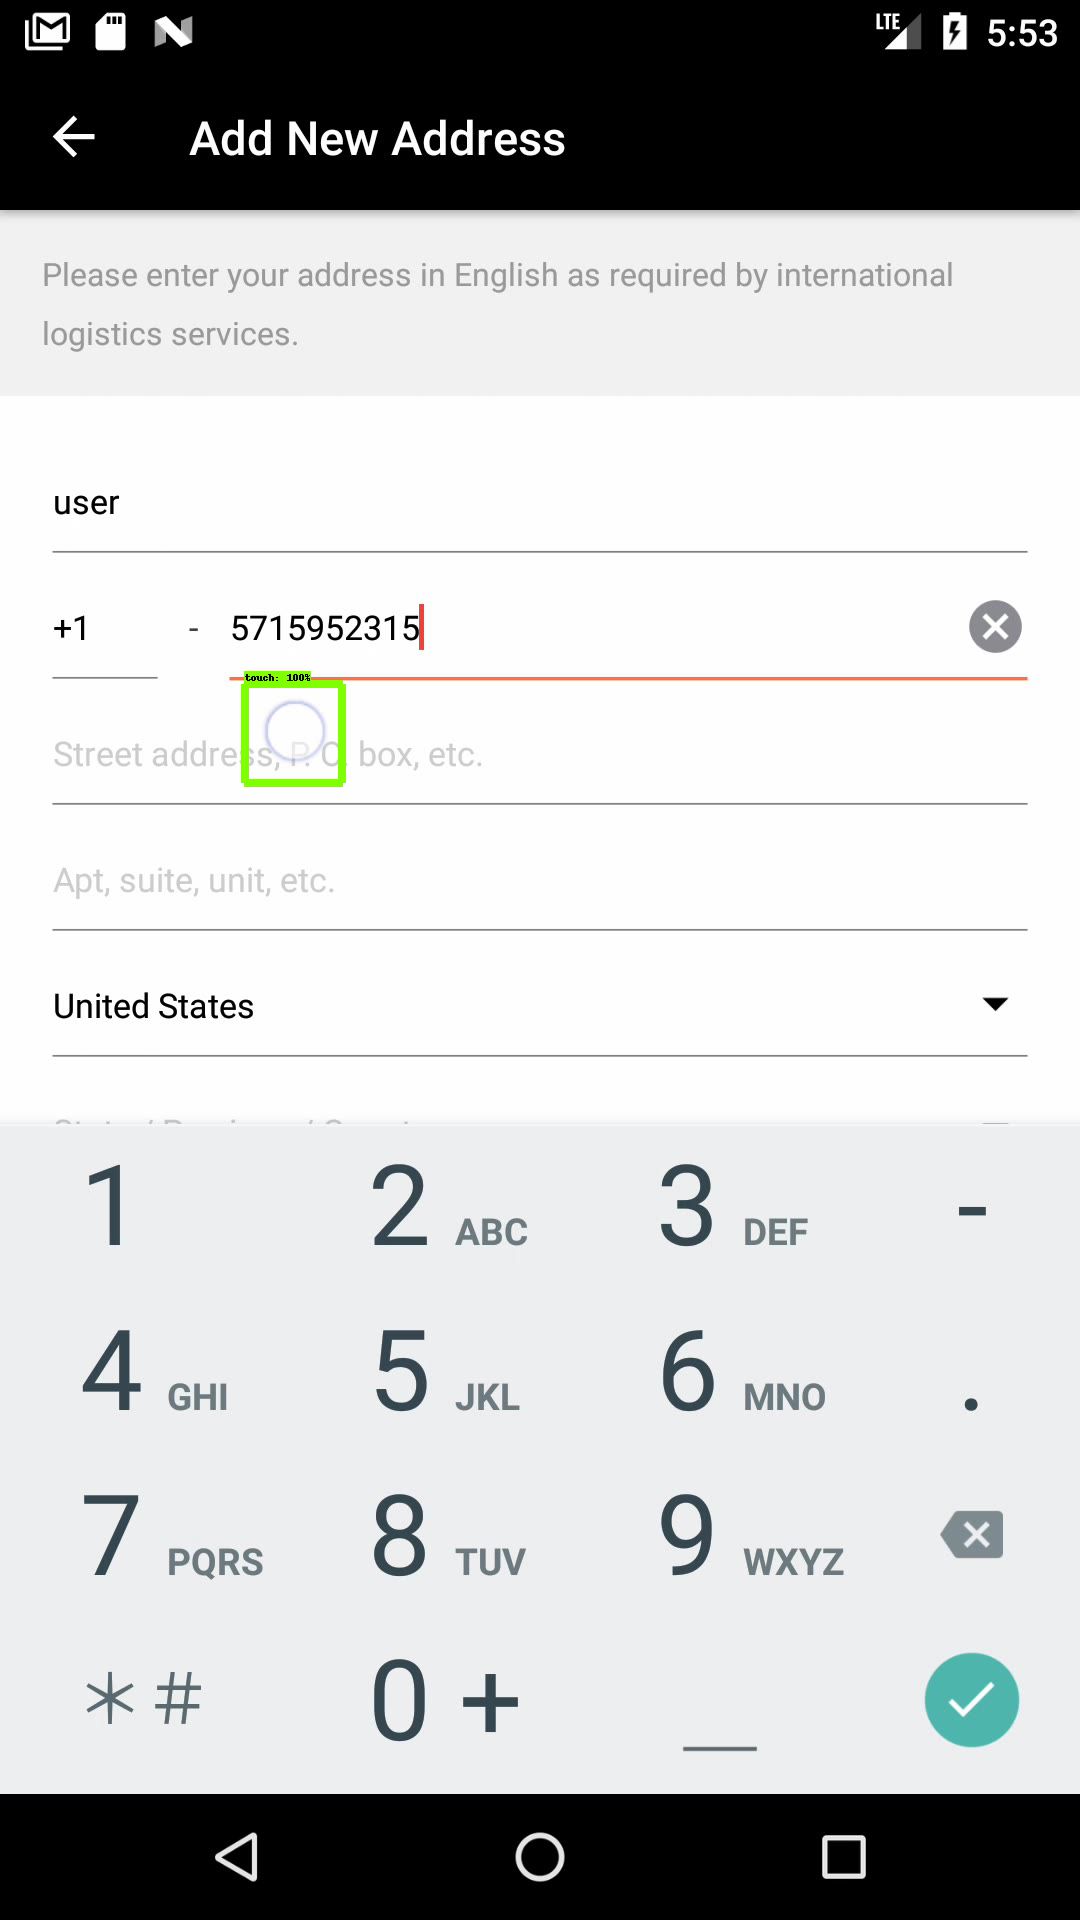 LTE 5:53
Add New Address
Please enter your address in English as required by international
logistics services.
user
+1 - 5715952315
touch: 100%
Street address, P. O. box, etc.
Apt, suite, unit, etc.
United States
1 2 ABC 3 DEF -
4 GHI 5 JKL 6 MNO .
7 PQRS 8 TUV 9 WXYZ
*# 0 + _